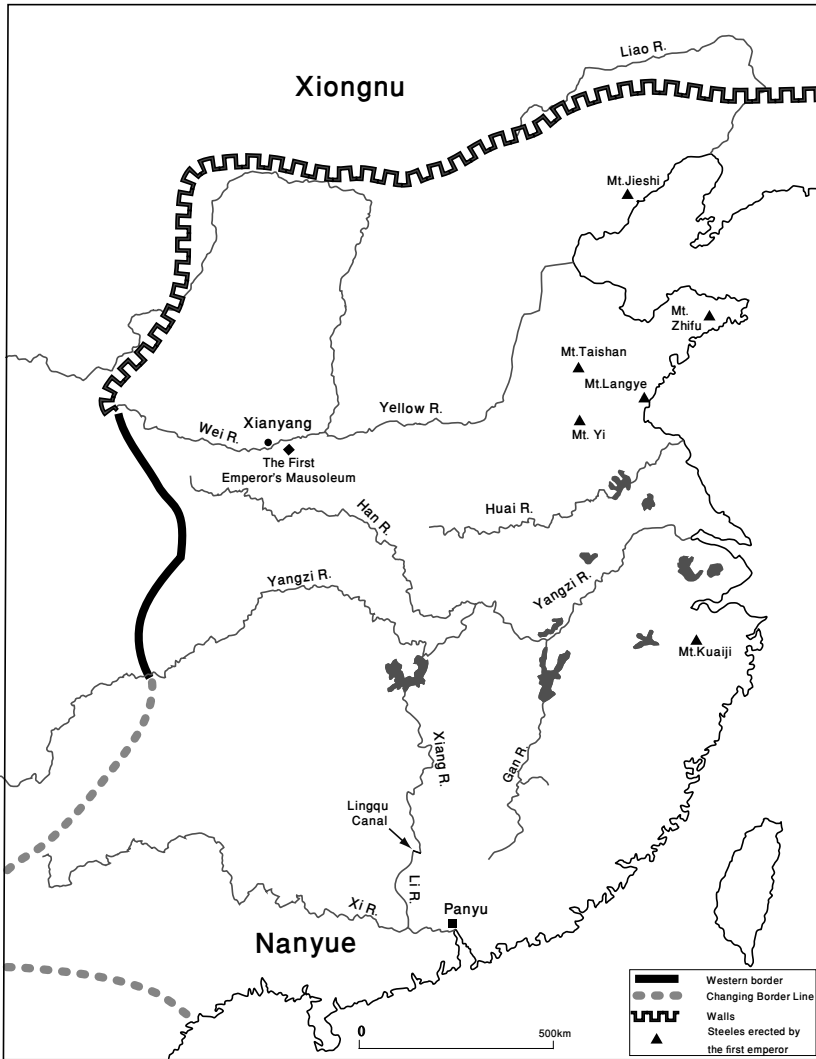 Liao R.
Xiongnu
Mt.Jieshi
Mt.
Zhifu
Mt.Taishan
Mt.Langye
Xianyang
Yellow R.
Wei R.
Mt. Yi
The First
Emperor's Mausoleum
Han R.
Huai R.
Yangzi R.
Yangzi R.
Mt.Kuaiji
Xiang R.
Gan R.
Lingqu
Canal
Li R.
Xi R.
Panyu
Nanyue
Western border
Changing Border Line
Walls
Steeles erected by
the first emperor
0
500km